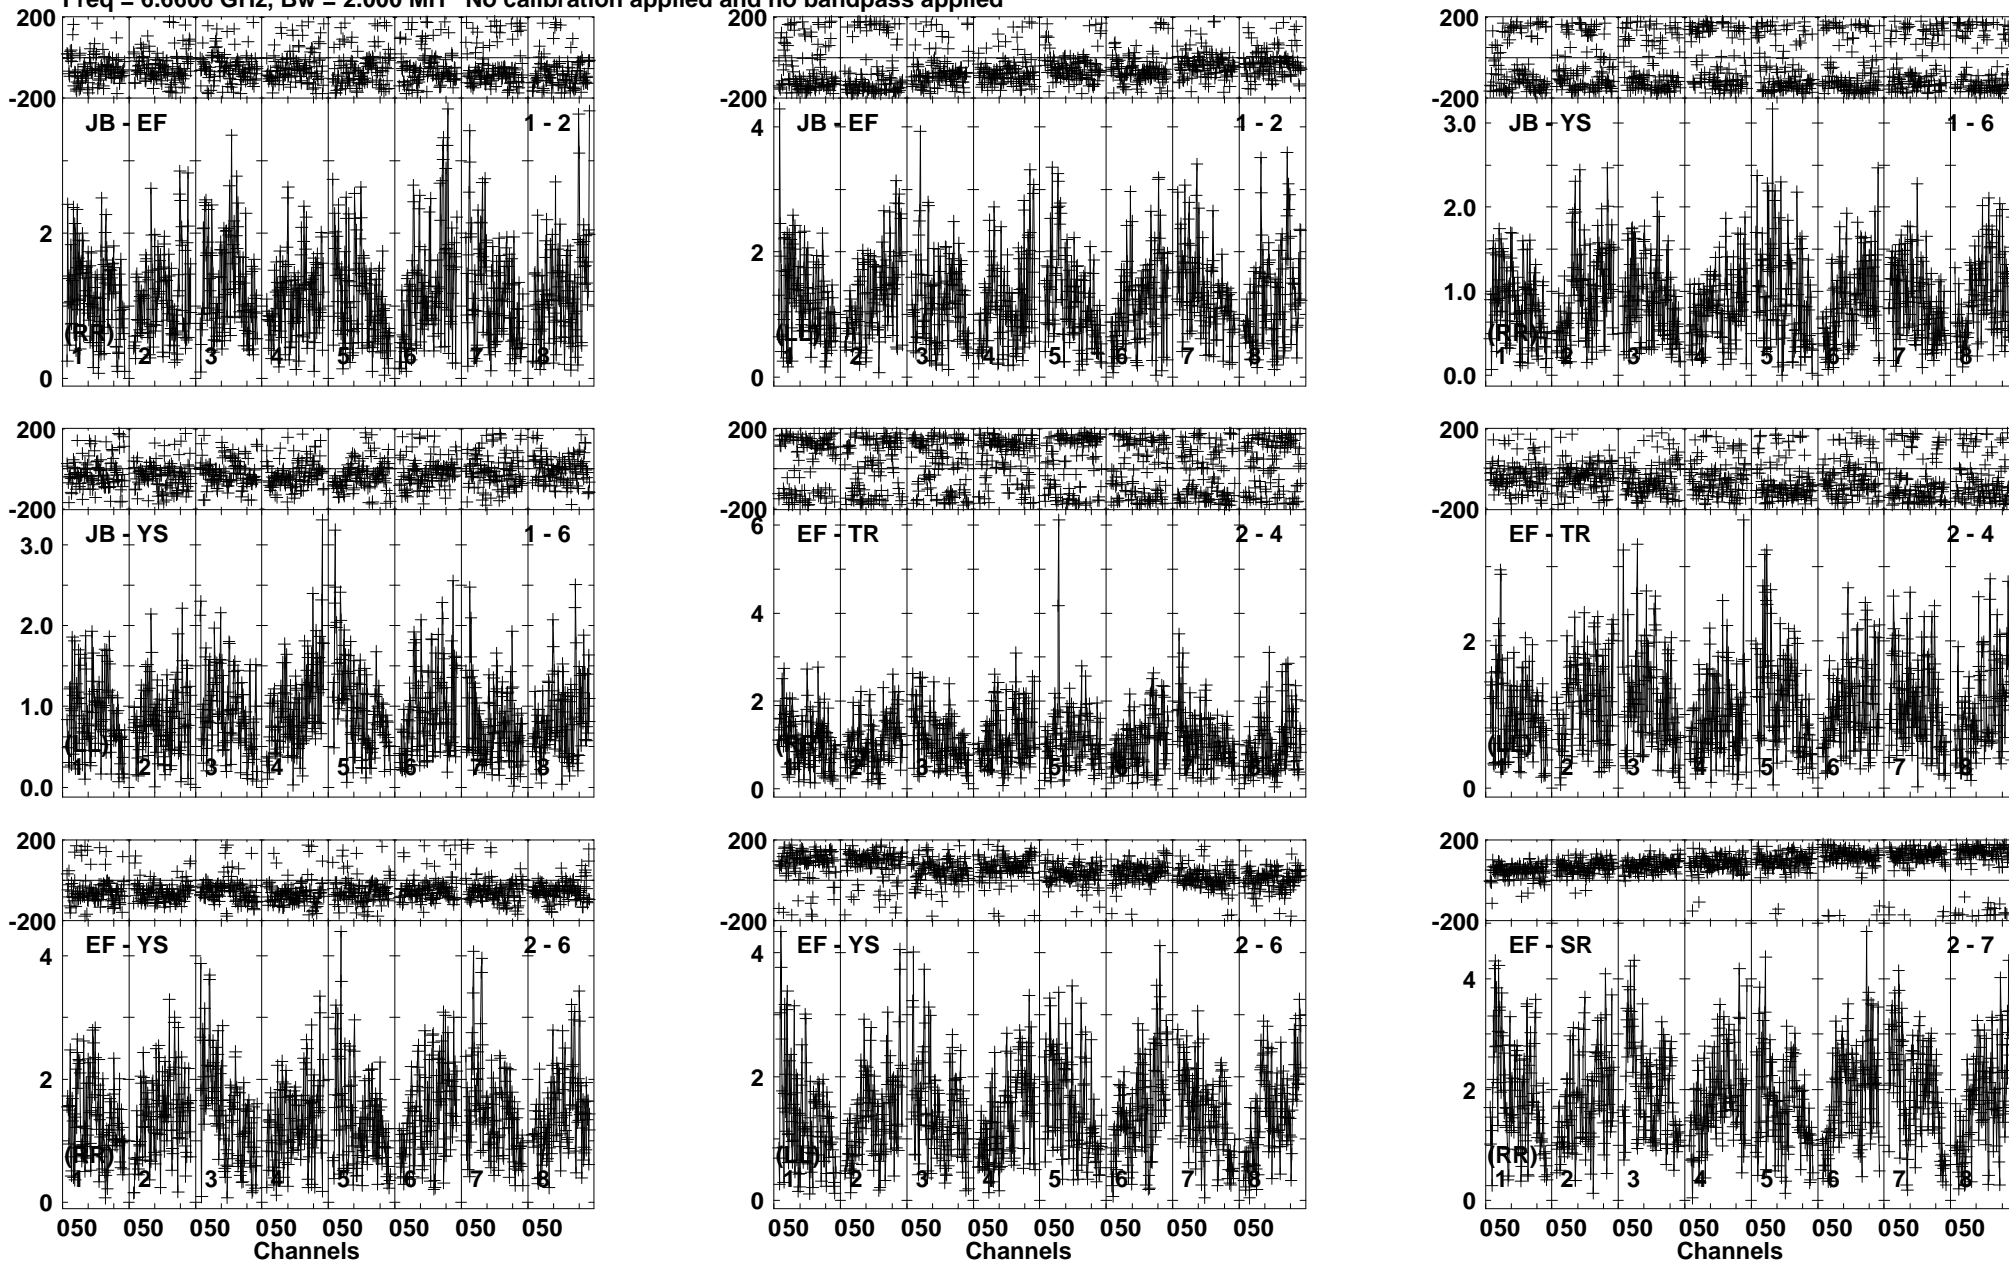 Freq = 6.6606 GHz, Bw = 2.000 MH No calibration applied and no bandpass applied
200 200 200
-200 -200 -200
JB - EF 1 - 2 JB - EF 1 - 2 JB - YS 1 - 6
4 3.0
2 2 2.0
1.0
(RR) (LL) (RR)
1 2 3 4 5 6 7 8 1 2 3 4 5 6 7 8 1 2 3 4 5 6 7 8
0 0 0.0
200 200 200
-200 -200 -200
JB - YS 1 - 6 EF - TR 2 - 4 EF - TR 2 - 4
3.0 6
2.0 4 2
1.0 2
(LL) (RR) (LL)
1 2 3 4 5 6 7 8 1 2 3 4 5 6 7 8 1 2 3 4 5 6 7 8
0.0 0 0
200 200 200
-200 -200 -200
EF - YS 2 - 6 EF - YS 2 - 6 EF - SR 2 - 7
4 4 4
2 2 2
(RR) (LL) (RR)
1 2 3 4 5 6 7 8 1 2 3 4 5 6 7 8 1 2 3 4 5 6 7 8
0 0 0
050 050 050 050 050 050 050 050 050 050 050 050 050 050 050 050 050 050 050 050 050 050 050 050
Channels Channels Channels